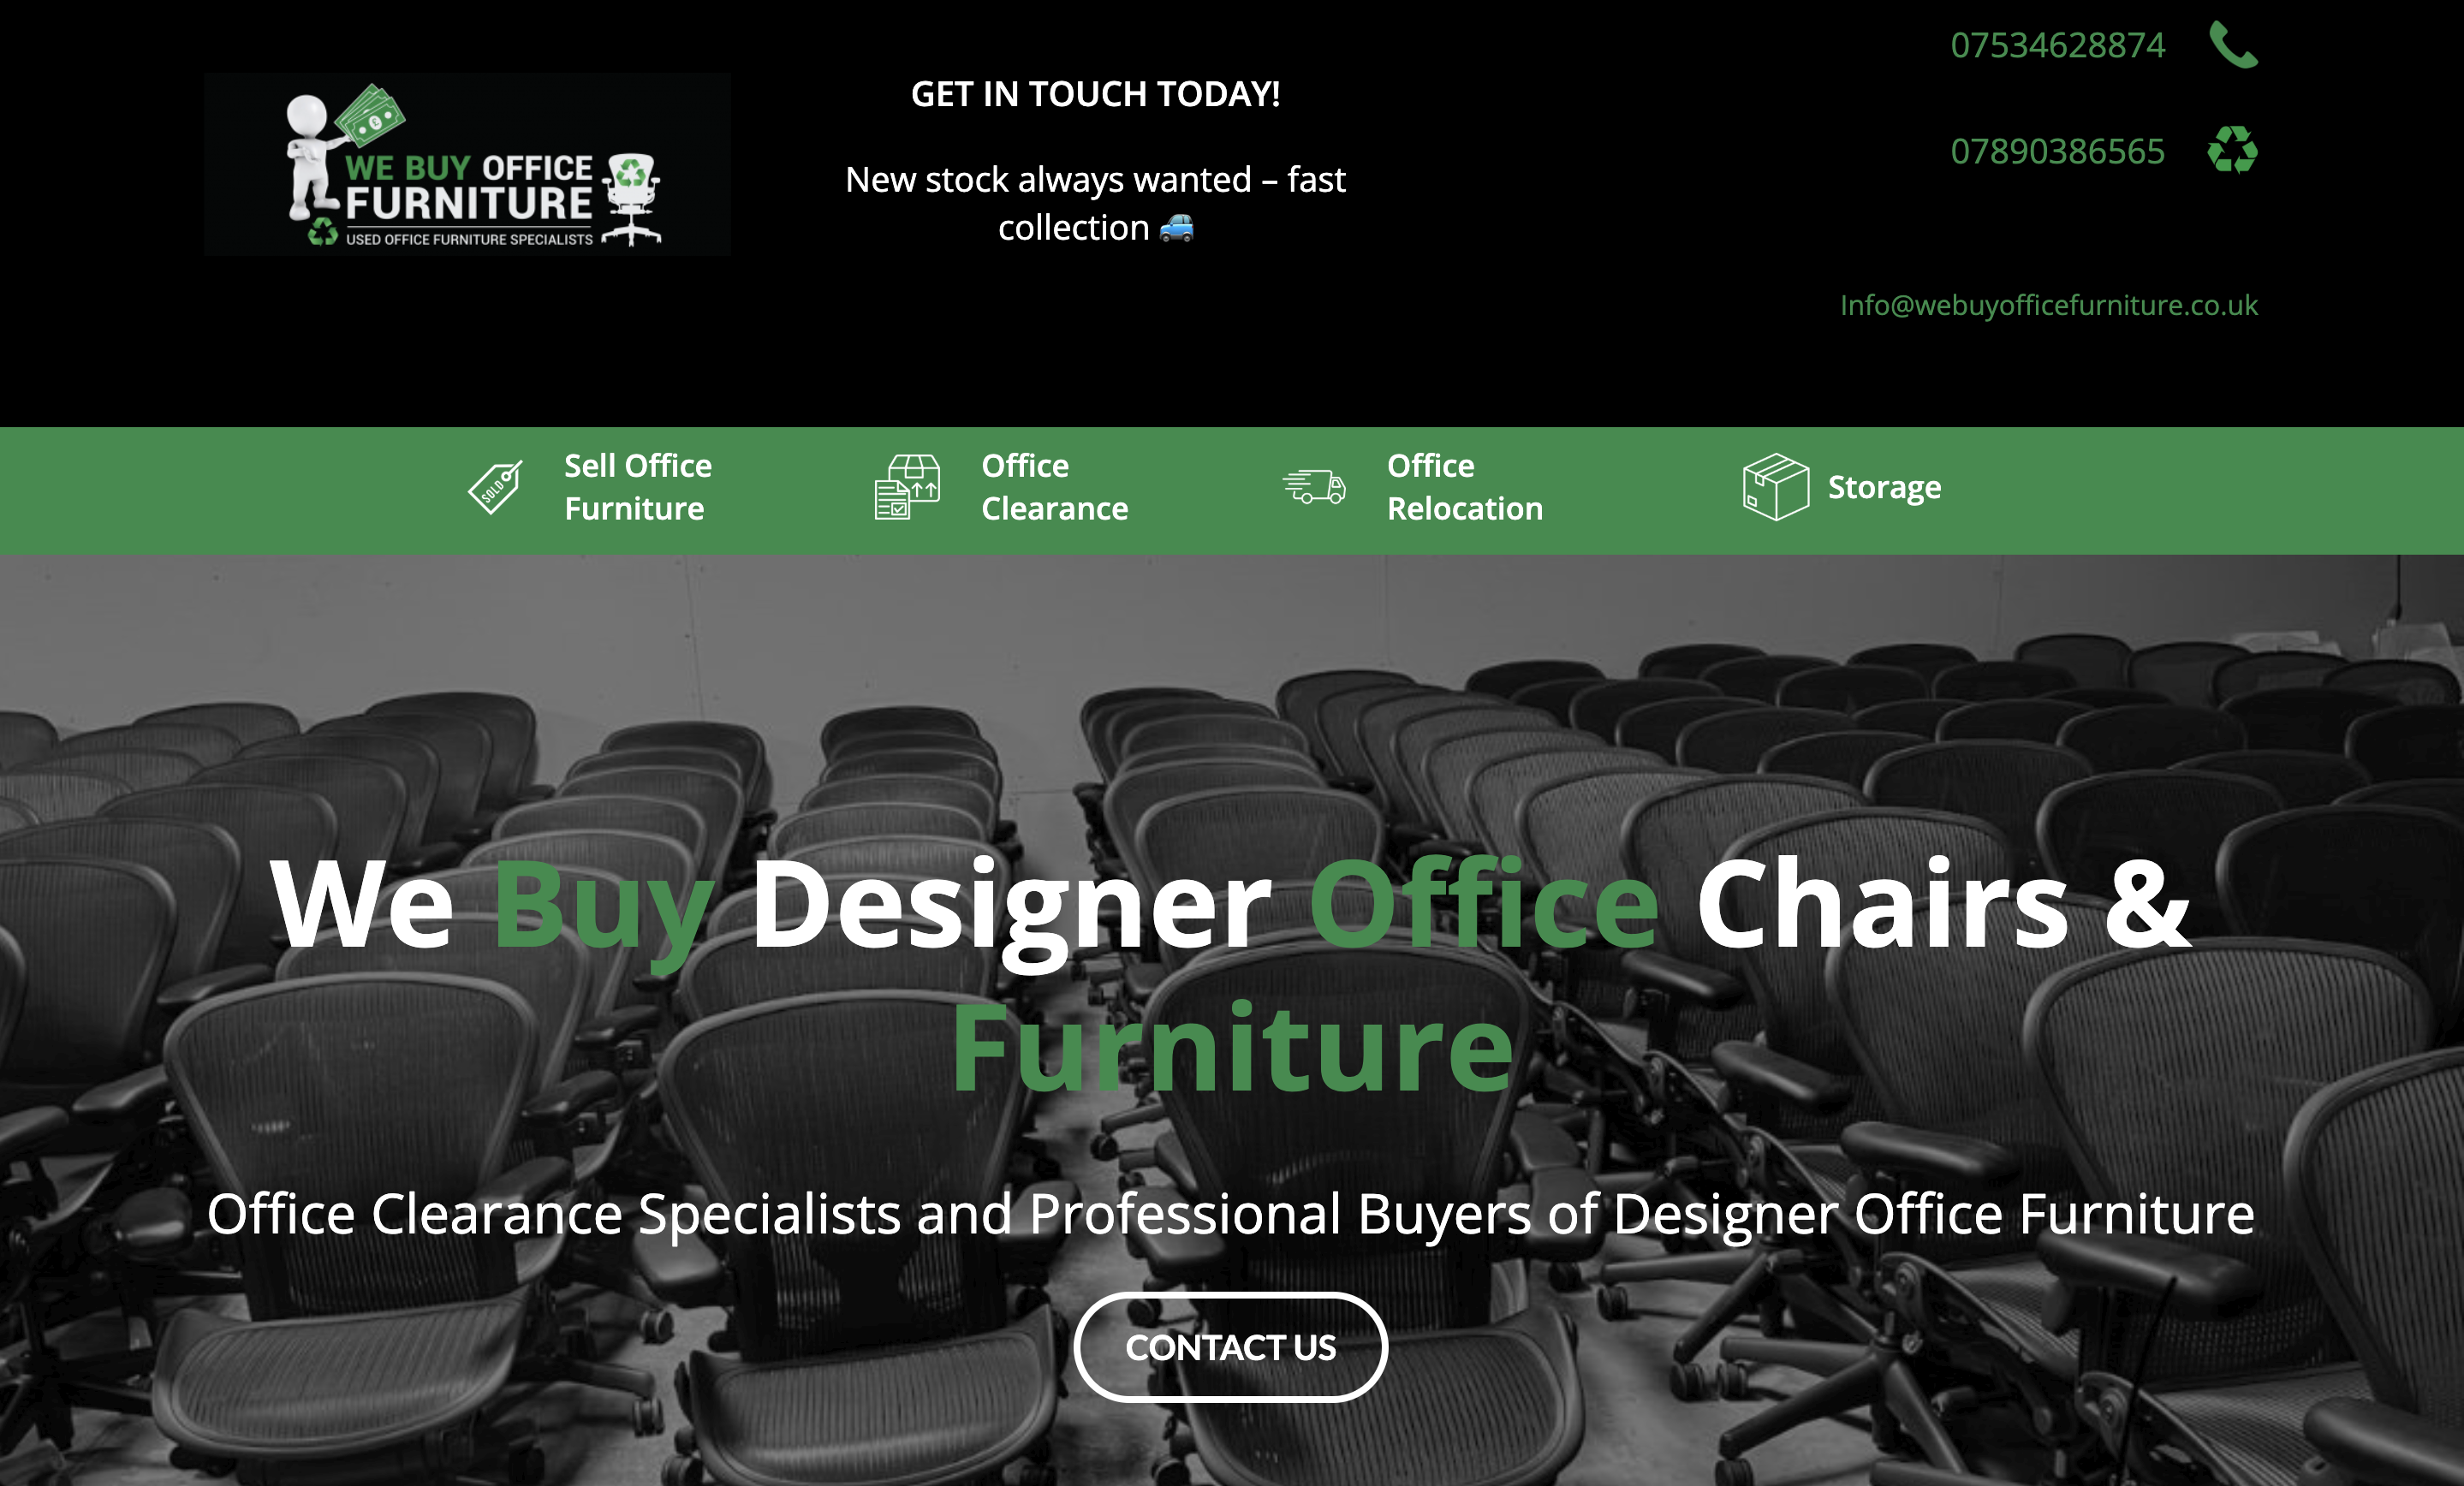 WE BUY OFFICE
FURNITURE
USED OFFICE FURNITURE SPECIALISTS
GET IN TOUCH TODAY!
New stock always wanted – fast
collection 🚙
07534628874
07890386565
Info@webuyofficefurniture.co.uk
Sell Office
Furniture
SOLD
Office
Clearance
Office
Relocation
Storage
We Buy Designer Office Chairs &
Furniture
Office Clearance Specialists and Professional Buyers of Designer Office Furniture
CONTACT US